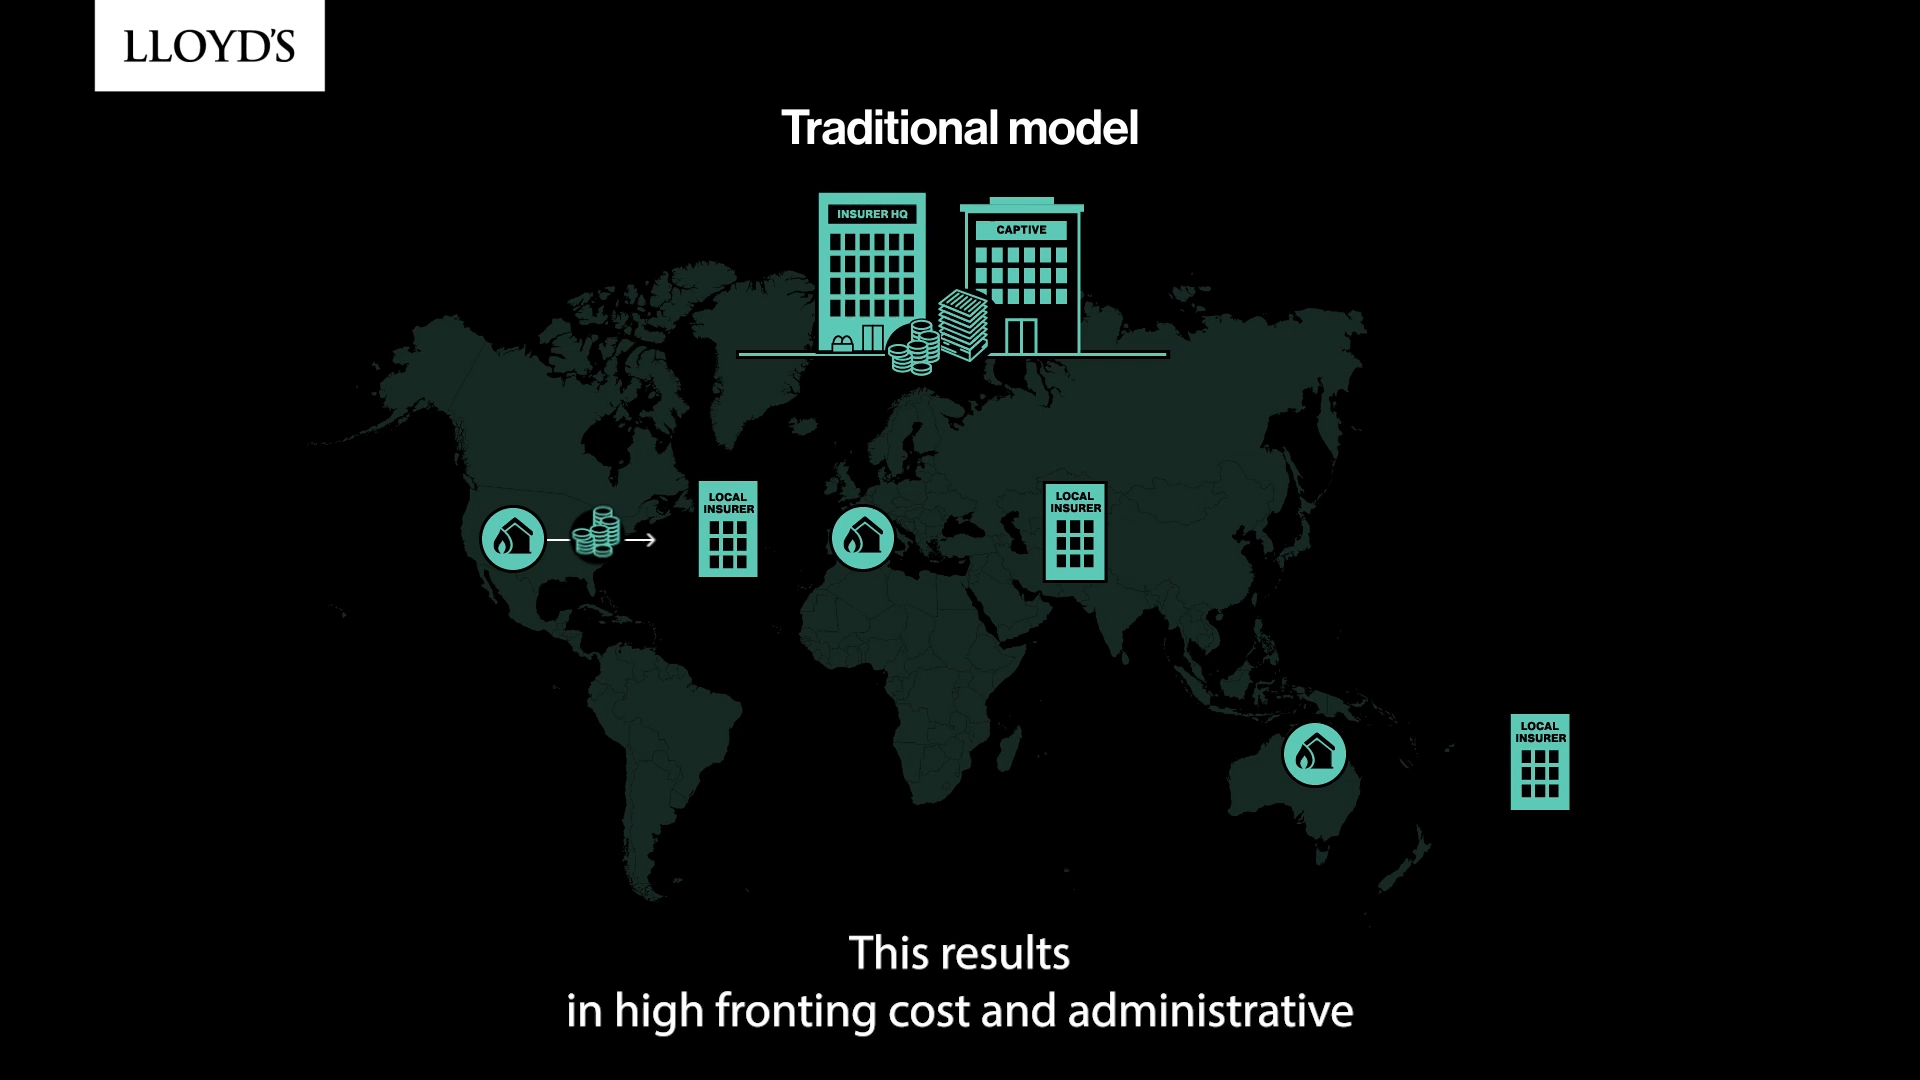 LLOYD'S
Traditional model
INSURER HQ
CAPTIVE
LOCAL
INSURER
LOCAL
INSURER
LOCAL
INSURER
This results
in high fronting cost and administrative